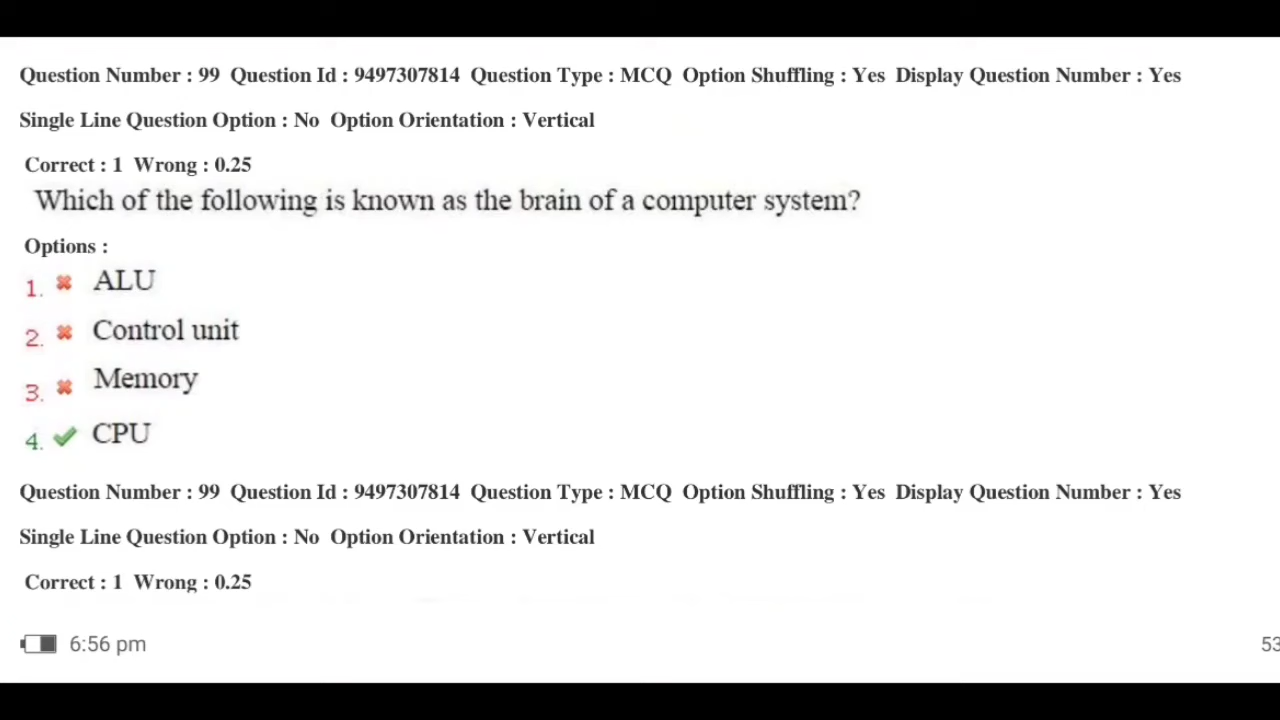 Question Number : 99 Question Id : 9497307814 Question Type : MCQ Option Shuffling : Yes Display Question Number : Yes
Single Line Question Option : No Option Orientation : Vertical
Correct : 1 Wrong : 0.25
Which of the following is known as the brain of a computer system?
Options :
1. ALU
2. Control unit
3. Memory
4. CPU
Question Number : 99 Question Id : 9497307814 Question Type : MCQ Option Shuffling : Yes Display Question Number : Yes
Single Line Question Option : No Option Orientation : Vertical
Correct : 1 Wrong : 0.25
6:56 pm
53